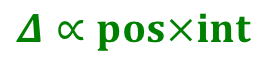 Δ ∝ pos×int